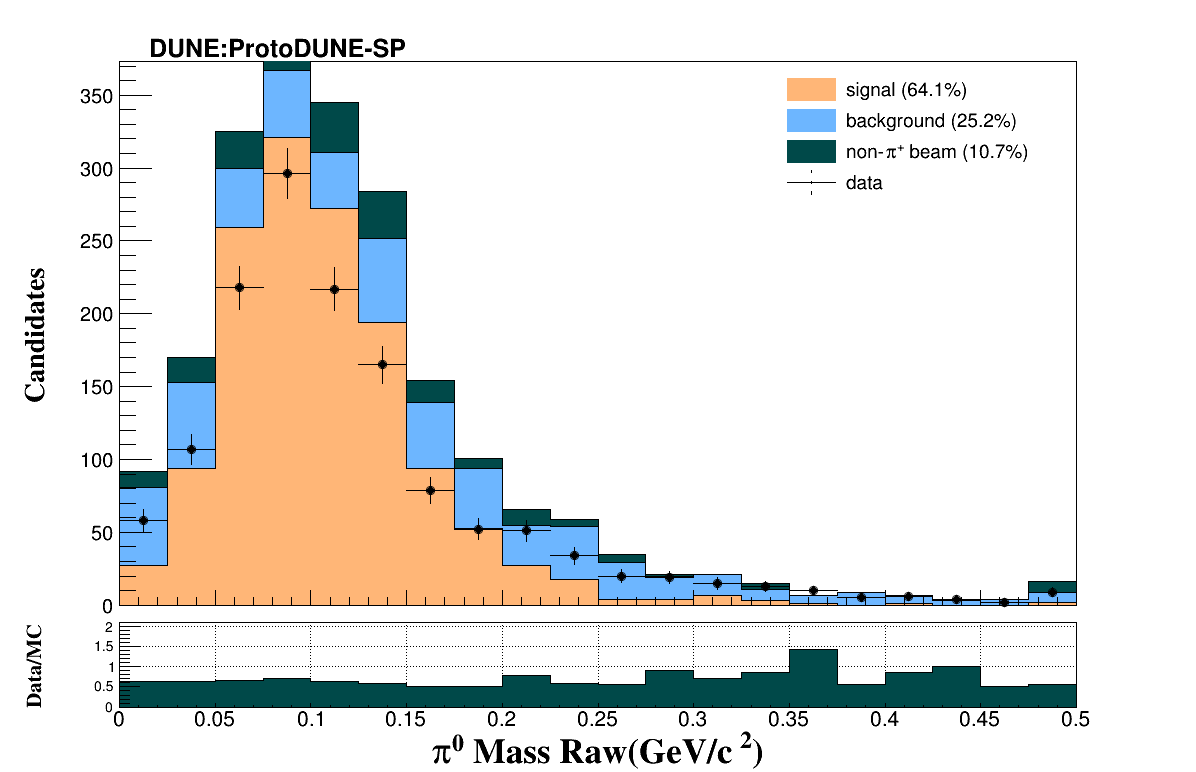 DUNE:ProtoDUNE-SP
Candidates
350
300
250
200
150
100
50
0
signal (64.1%)
background (25.2%)
non-π⁺ beam (10.7%)
data
Data/MC
2
1.5
1
0.5
0
0 0.05 0.1 0.15 0.2 0.25 0.3 0.35 0.4 0.45 0.5
π⁰ Mass Raw(GeV/c ²)